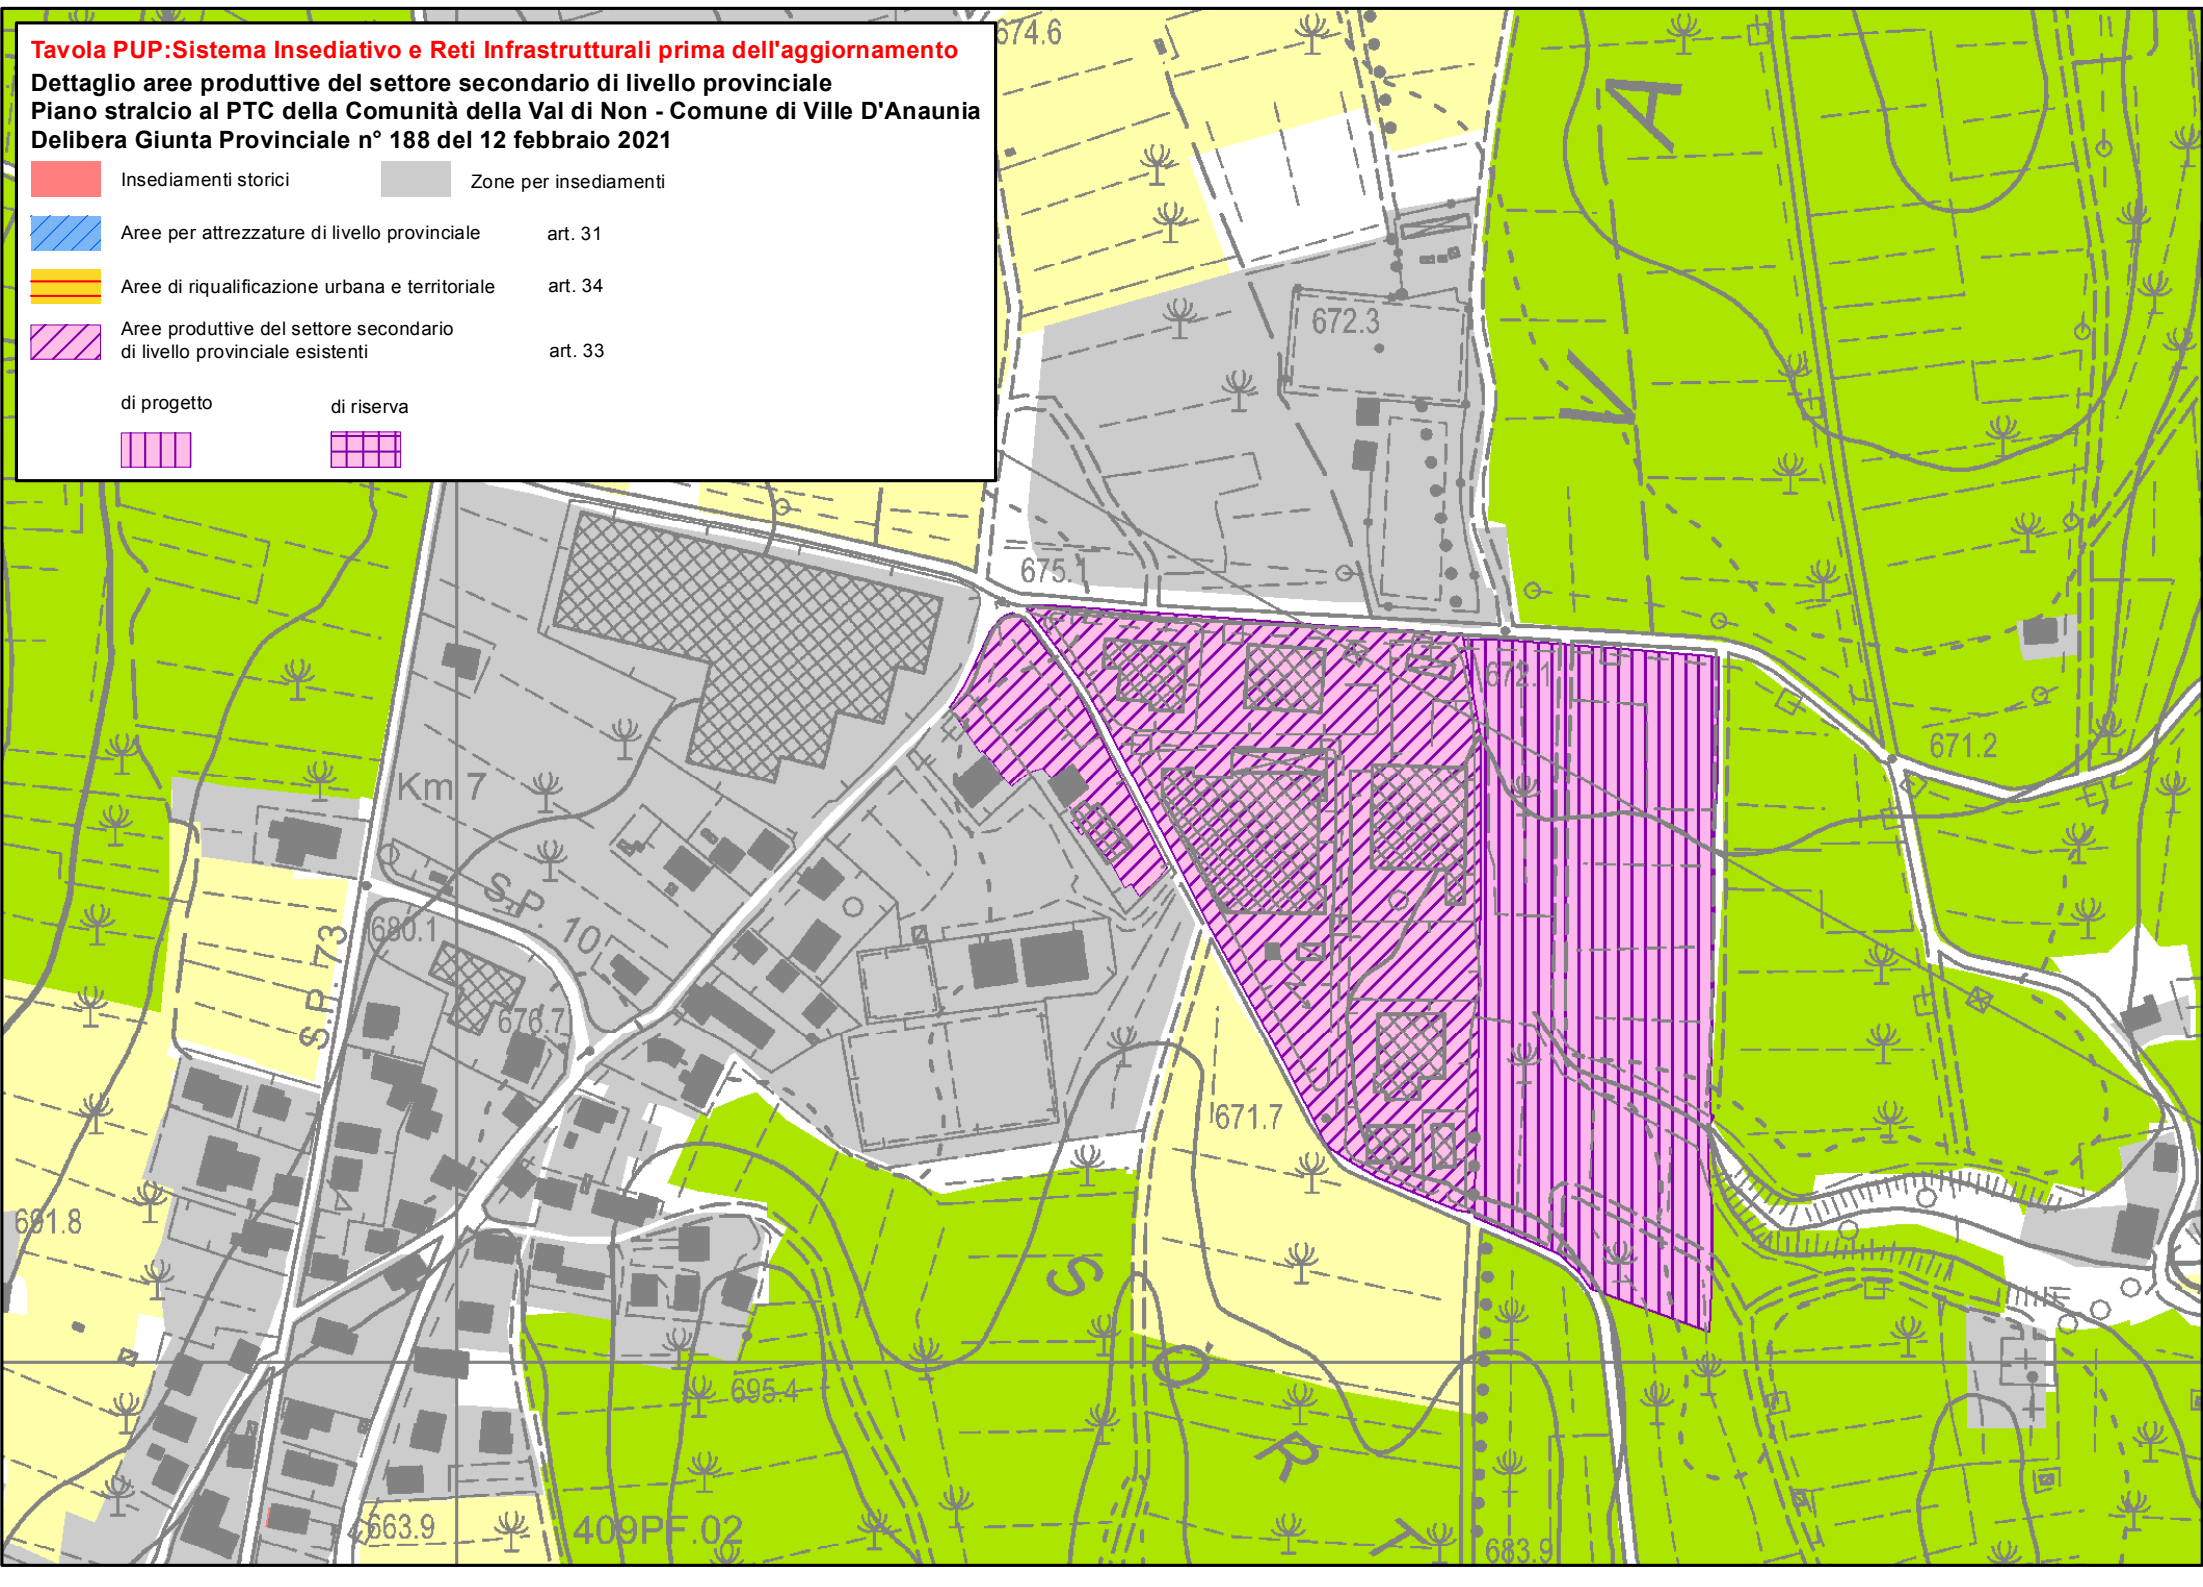 Tavola PUP:Sistema Insediativo e Reti Infrastrutturali prima dell'aggiornamento
Dettaglio aree produttive del settore secondario di livello provinciale
Piano stralcio al PTC della Comunità della Val di Non - Comune di Ville D'Anaunia
Delibera Giunta Provinciale n° 188 del 12 febbraio 2021
Insediamenti storici
Zone per insediamenti
Aree per attrezzature di livello provinciale art. 31
Aree di riqualificazione urbana e territoriale art. 34
Aree produttive del settore secondario
di livello provinciale esistenti art. 33
di progetto
di riserva
674.6
A
V
672.3
675.1
672.1
671.2
Km 7
S.P. 10
S.P. 73
680.1
678.7
671.7
691.8
S
O'
R
T
695.4
663.9
409PF.02
683.9